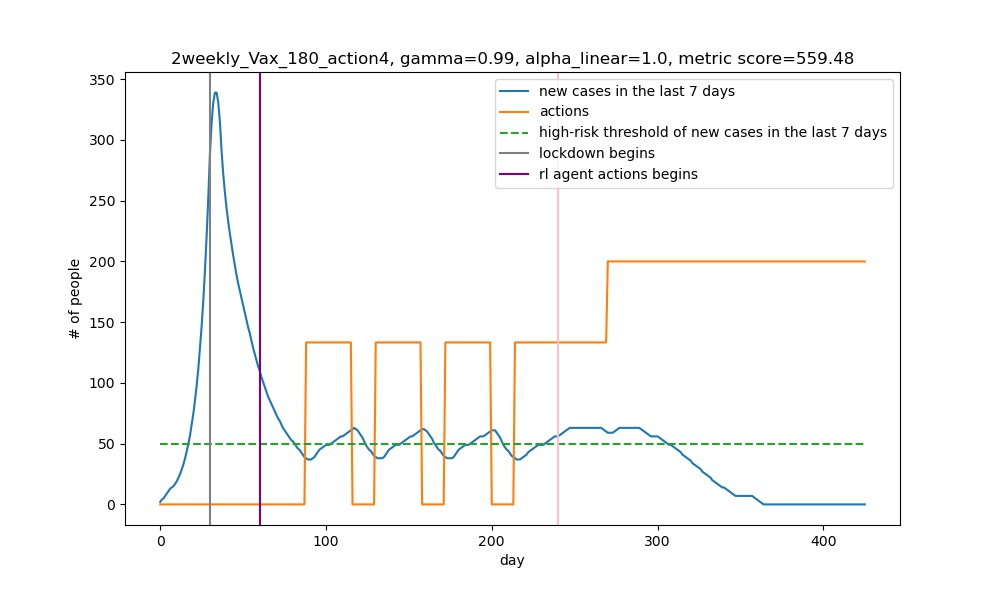 2weekly_Vax_180_action4, gamma=0.99, alpha_linear=1.0, metric score=559.48
new cases in the last 7 days
actions
high-risk threshold of new cases in the last 7 days
lockdown begins
rl agent actions begins
# of people
350
300
250
200
150
100
50
0
0 100 200 300 400
day